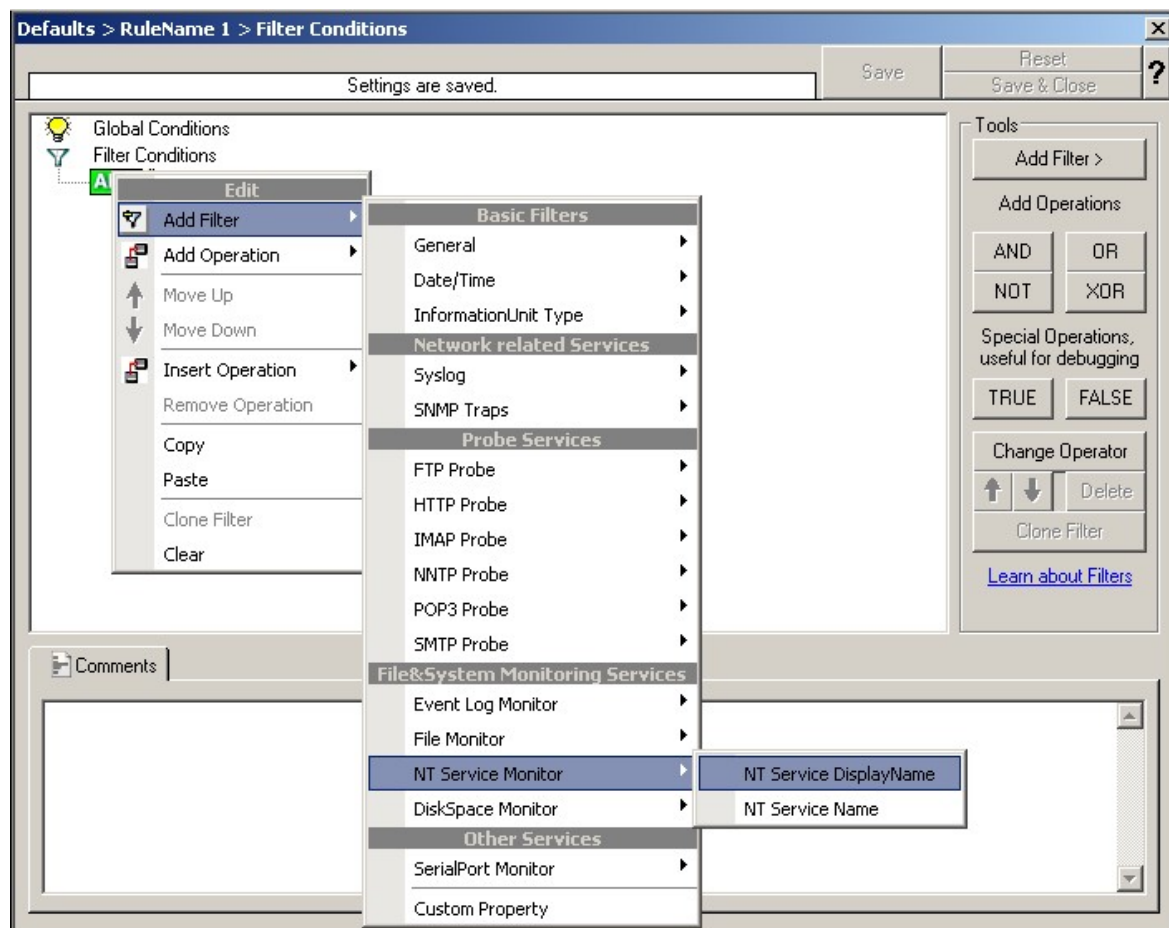 Defaults > RuleName 1 > Filter Conditions
Settings are saved.
Save
Reset
Save & Close
?
Global Conditions
Filter Conditions
Edit
Add Filter
Add Operation
Move Up
Move Down
Insert Operation
Remove Operation
Copy
Paste
Clone Filter
Clear
Basic Filters
General
Date/Time
InformationUnit Type
Network related Services
Syslog
SNMP Traps
Probe Services
FTP Probe
HTTP Probe
IMAP Probe
NNTP Probe
POP3 Probe
SMTP Probe
File&System Monitoring Services
Event Log Monitor
File Monitor
NT Service Monitor
DiskSpace Monitor
Other Services
SerialPort Monitor
Custom Property
NT Service DisplayName
NT Service Name
Tools
Add Filter >
Add Operations
AND
OR
NOT
XOR
Special Operations,
useful for debugging
TRUE
FALSE
Change Operator
Delete
Clone Filter
Learn about Filters
Comments